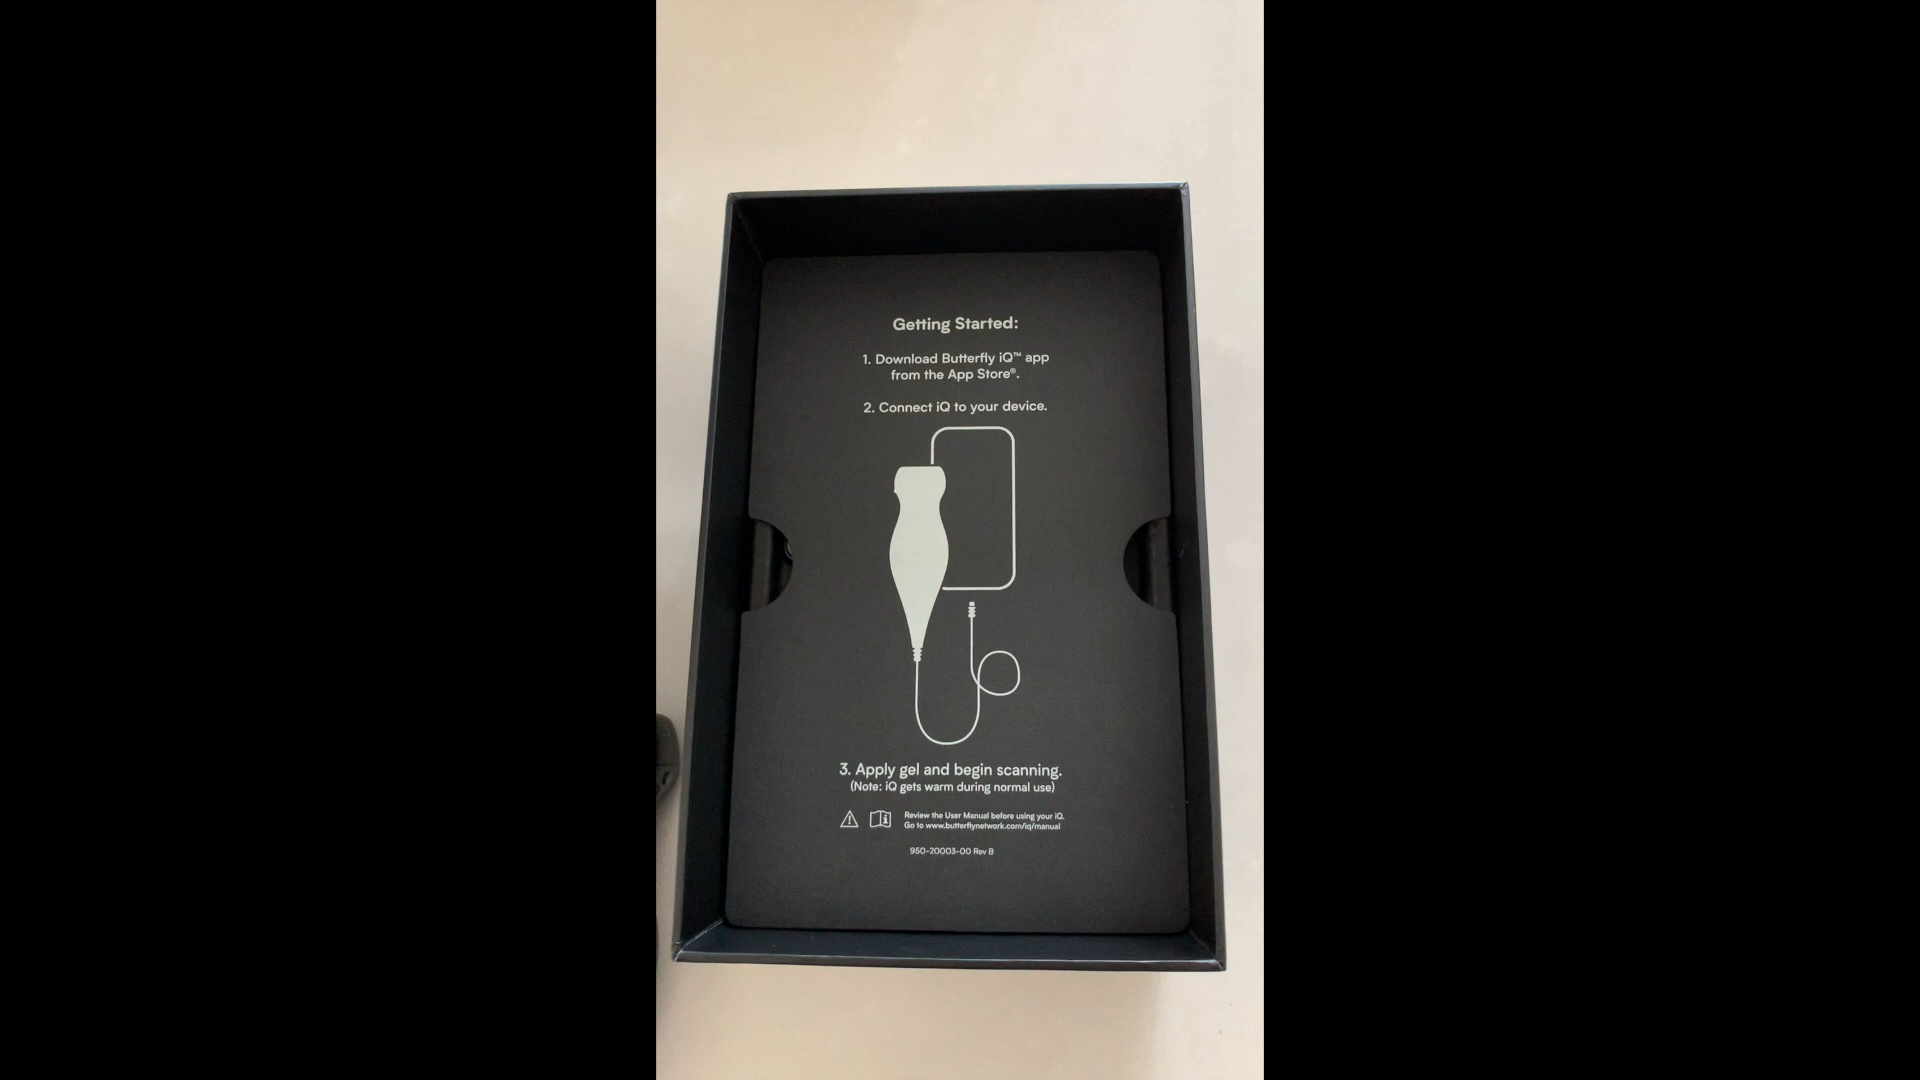 Getting Started:
1. Download Butterfly iQ™ app
from the App Store®.
2. Connect iQ to your device.
3. Apply gel and begin scanning.
(Note: iQ gets warm during normal use)
Review the User Manual before using your iQ.
Go to www.butterflynetwork.com/iq/manual
950-20003-00 Rev B